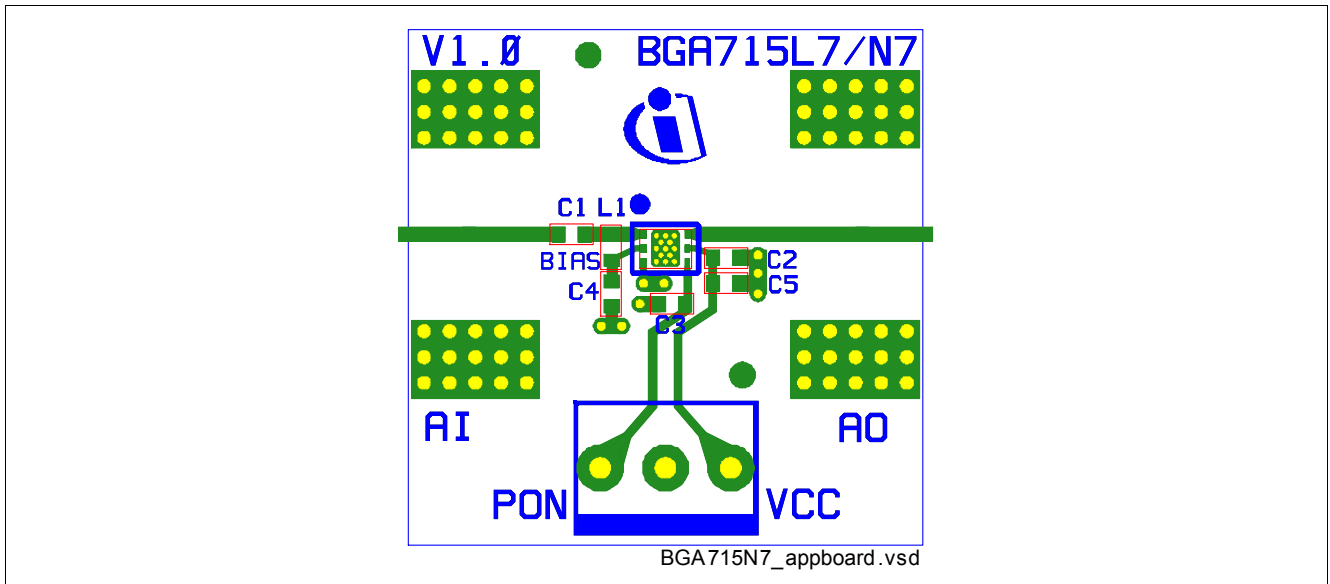 V1.0 BGA715L7/N7
C1 L1
BIAS C2
C4 C5
C3
AI AO
PON VCC
BGA715N7_appboard.vsd